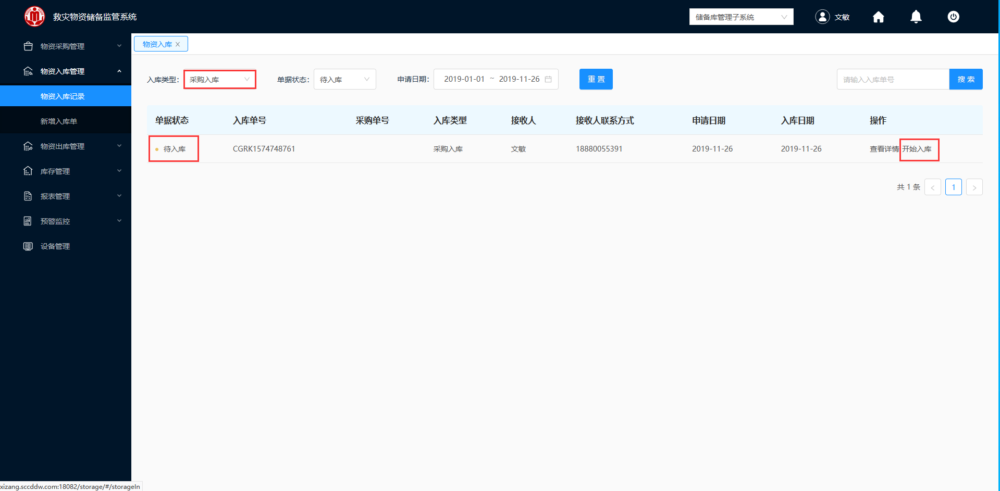 救灾物资储备监管系统
储备库管理子系统
文敏
物资采购管理
物资入库管理
物资入库记录
新增入库单
物资出库管理
库存管理
报表管理
预警监控
设备管理
物资入库
入库类型: 采购入库 单据状态: 待入库 申请日期: 2019-01-01 ~ 2019-11-26 重 置 请输入入库单号 搜 索
单据状态 入库单号 采购单号 入库类型 接收人 接收人联系方式 申请日期 入库日期 操作
待入库 CGRK1574748761 采购入库 文敏 18880055391 2019-11-26 2019-11-26 查看详情 开始入库
共 1 条 < 1 >
xizang.sccddw.com:18082/storage/#/storageIn